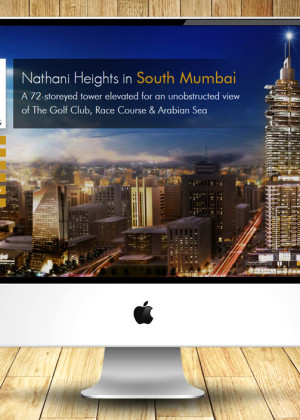 Nathani Heights in South Mumbai
A 72-storeyed tower elevated for an unobstructed view
of The Golf Club, Race Course & Arabian Sea